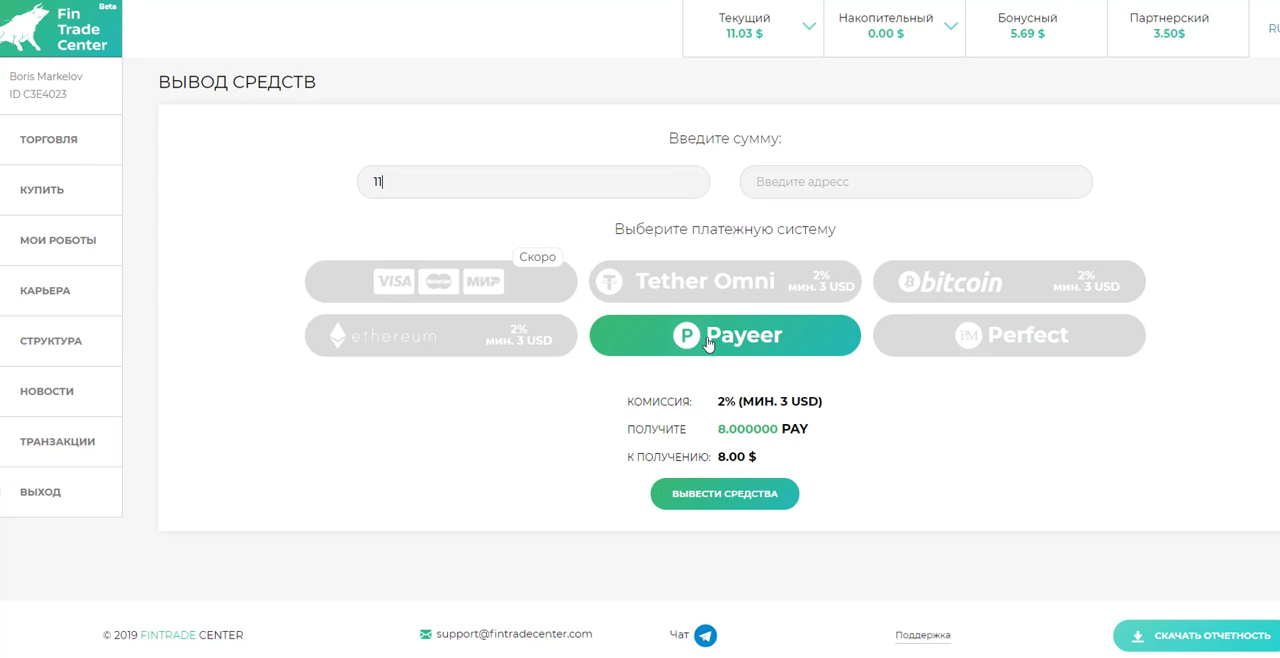 Beta
Fin
Trade
Center
Текущий
11.03 $
Накопительный
0.00 $
Бонусный
5.69 $
Партнерский
3.50$
RU
Boris Markelov
ID C3E4023
ВЫВОД СРЕДСТВ
ТОРГОВЛЯ
КУПИТЬ
МОИ РОБОТЫ
КАРЬЕРА
СТРУКТУРА
НОВОСТИ
ТРАНЗАКЦИИ
ВЫХОД
Введите сумму:
11
Введите адресс
Выберите платежную систему
Скоро
VISA МИР
Tether Omni 2% мин. 3 USD
bitcoin 2% мин. 3 USD
ethereum 2% мин. 3 USD
Payeer
PM Perfect
КОМИССИЯ: 2% (МИН. 3 USD)
ПОЛУЧИТЕ 8.000000 PAY
К ПОЛУЧЕНИЮ: 8.00 $
ВЫВЕСТИ СРЕДСТВА
© 2019 FINTRADE CENTER
support@fintradecenter.com
Чат
Поддержка
СКАЧАТЬ ОТЧЕТНОСТЬ